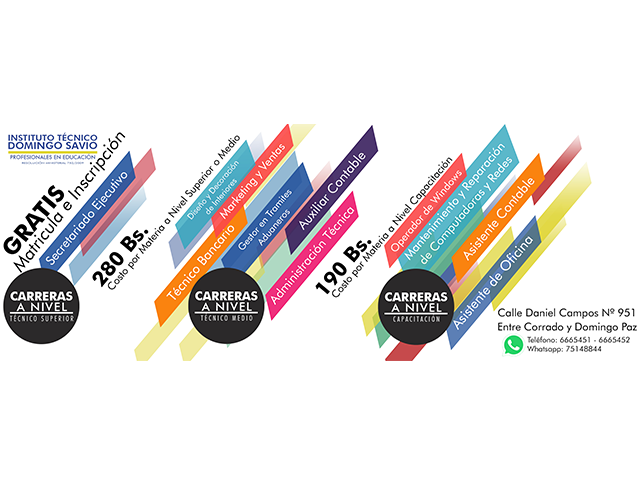 INSTITUTO TÉCNICO
DOMINGO SAVIO
PROFESIONALES EN EDUCACIÓN
GRATIS
Matrícula e Inscripción
Secretariado Ejecutivo
CARRERAS
A NIVEL
TÉCNICO SUPERIOR
280 Bs.
Costo por Materia a Nivel Superior o Medio
Diseño y Decoración
de Interiores
Marketing y Ventas
Técnico Bancario
Gestor en Tramites
Aduaneros
Auxiliar Contable
Administración Técnica
CARRERAS
A NIVEL
TÉCNICO MEDIO
190 Bs.
Costo por Materia a Nivel Capacitación
Operador de Windows
Mantenimiento y Reparación
de Computadoras y Redes
Asistente Contable
Asistente de Oficina
CARRERAS
A NIVEL
CAPACITACIÓN
Calle Daniel Campos Nº 951
Entre Corrado y Domingo Paz
Teléfono: 6665451 - 6665452
Whatsapp: 75148844